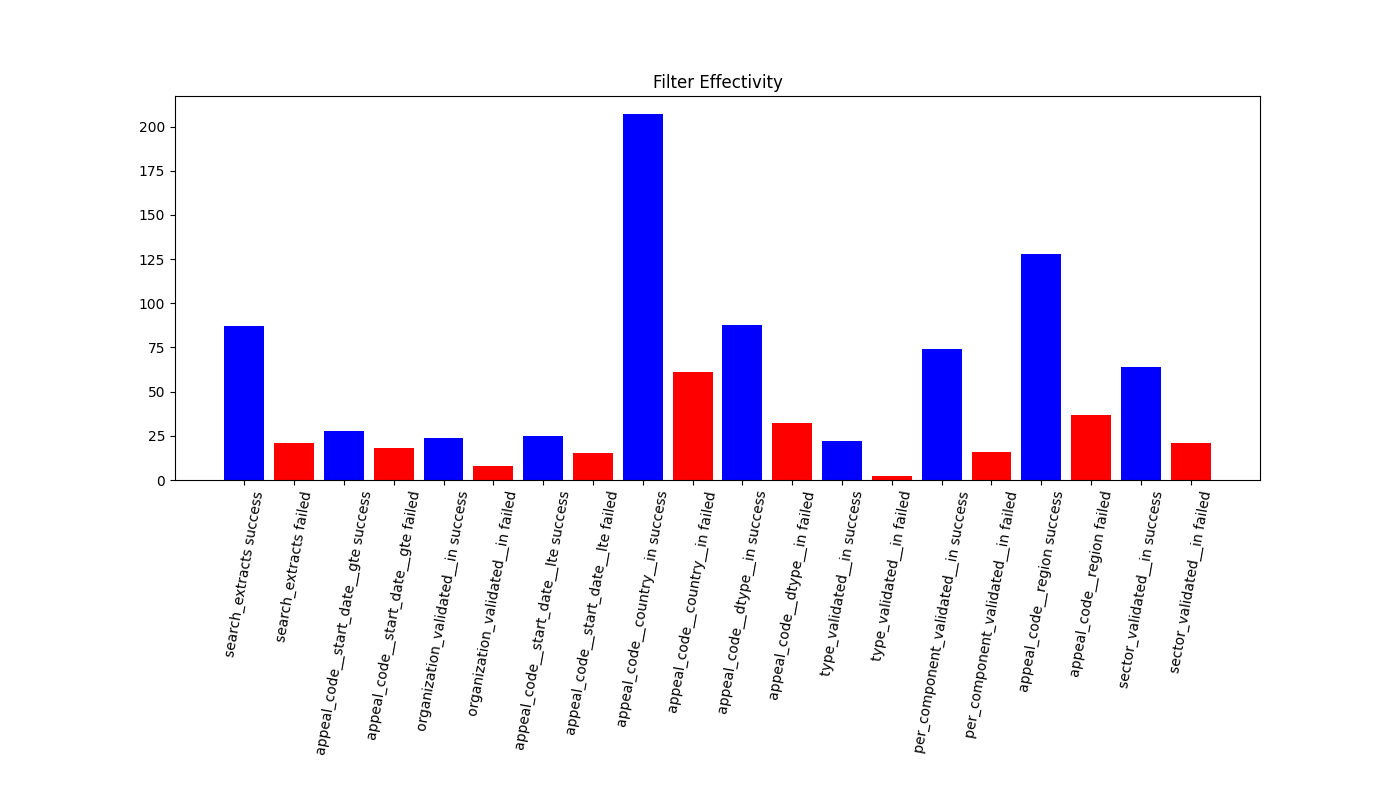 Filter Effectivity
200
175
150
125
100
75
50
25
0
search_extracts success
search_extracts failed
appeal_code__start_date__gte success
appeal_code__start_date__gte failed
organization_validated__in success
organization_validated__in failed
appeal_code__start_date__lte success
appeal_code__start_date__lte failed
appeal_code__country__in success
appeal_code__country__in failed
appeal_code__dtype__in success
appeal_code__dtype__in failed
type_validated__in success
type_validated__in failed
per_component_validated__in success
per_component_validated__in failed
appeal_code__region success
appeal_code__region failed
sector_validated__in success
sector_validated__in failed